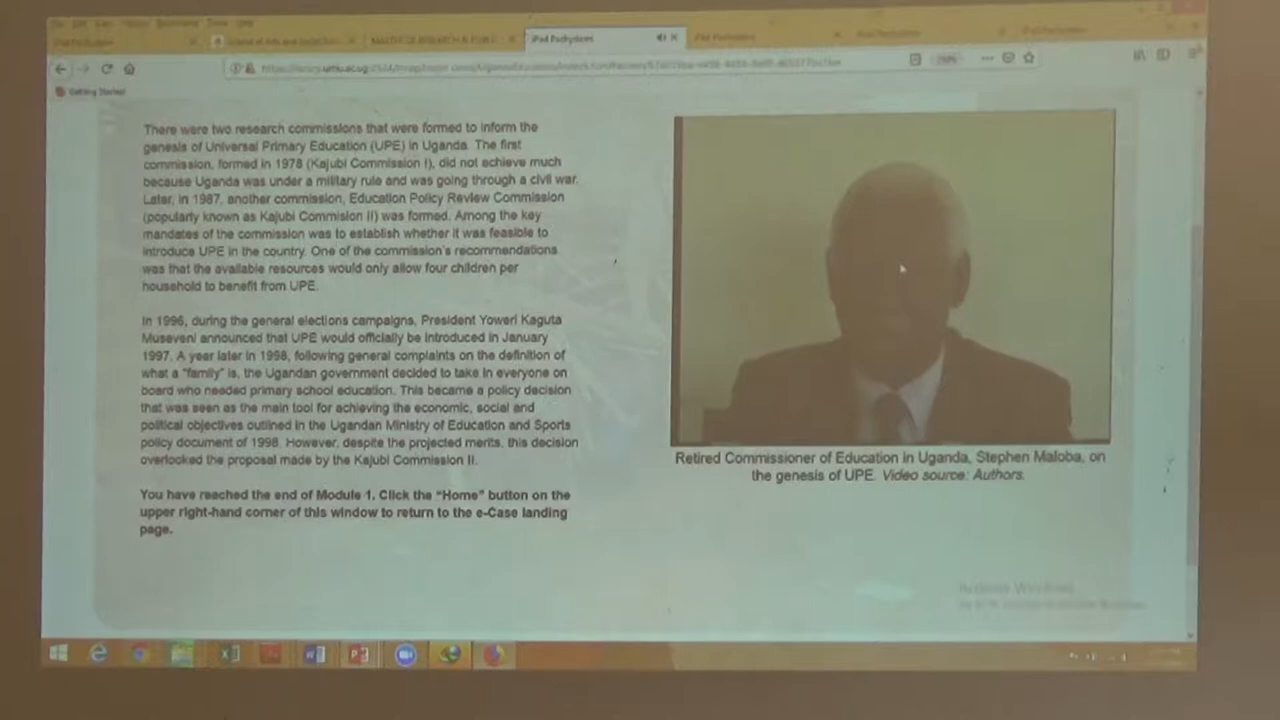 iPad Pachyderm
Getting Started
There were two research commissions that were formed to inform the
genesis of Universal Primary Education (UPE) in Uganda. The first
commission, formed in 1978 (Kajubi Commission I), did not achieve much
because Uganda was under a military rule and was going through a civil war.
Later, in 1987, another commission, Education Policy Review Commission
(popularly known as Kajubi Commision II) was formed. Among the key
mandates of the commission was to establish whether it was feasible to
introduce UPE in the country. One of the commission's recommendations
was that the available resources would only allow four children per
household to benefit from UPE.
In 1996, during the general elections campaigns, President Yoweri Kaguta
Museveni announced that UPE would officially be introduced in January
1997. A year later in 1998, following general complaints on the definition of
what a "family" is, the Ugandan government decided to take in everyone on
board who needed primary school education. This became a policy decision
that was seen as the main tool for achieving the economic, social and
political objectives outlined in the Ugandan Ministry of Education and Sports
policy document of 1998. However, despite the projected merits, this decision
overlooked the proposal made by the Kajubi Commission II.
You have reached the end of Module 1. Click the "Home" button on the
upper right-hand corner of this window to return to the e-Case landing
page.
Retired Commissioner of Education in Uganda, Stephen Maloba, on
the genesis of UPE. Video source: Authors.